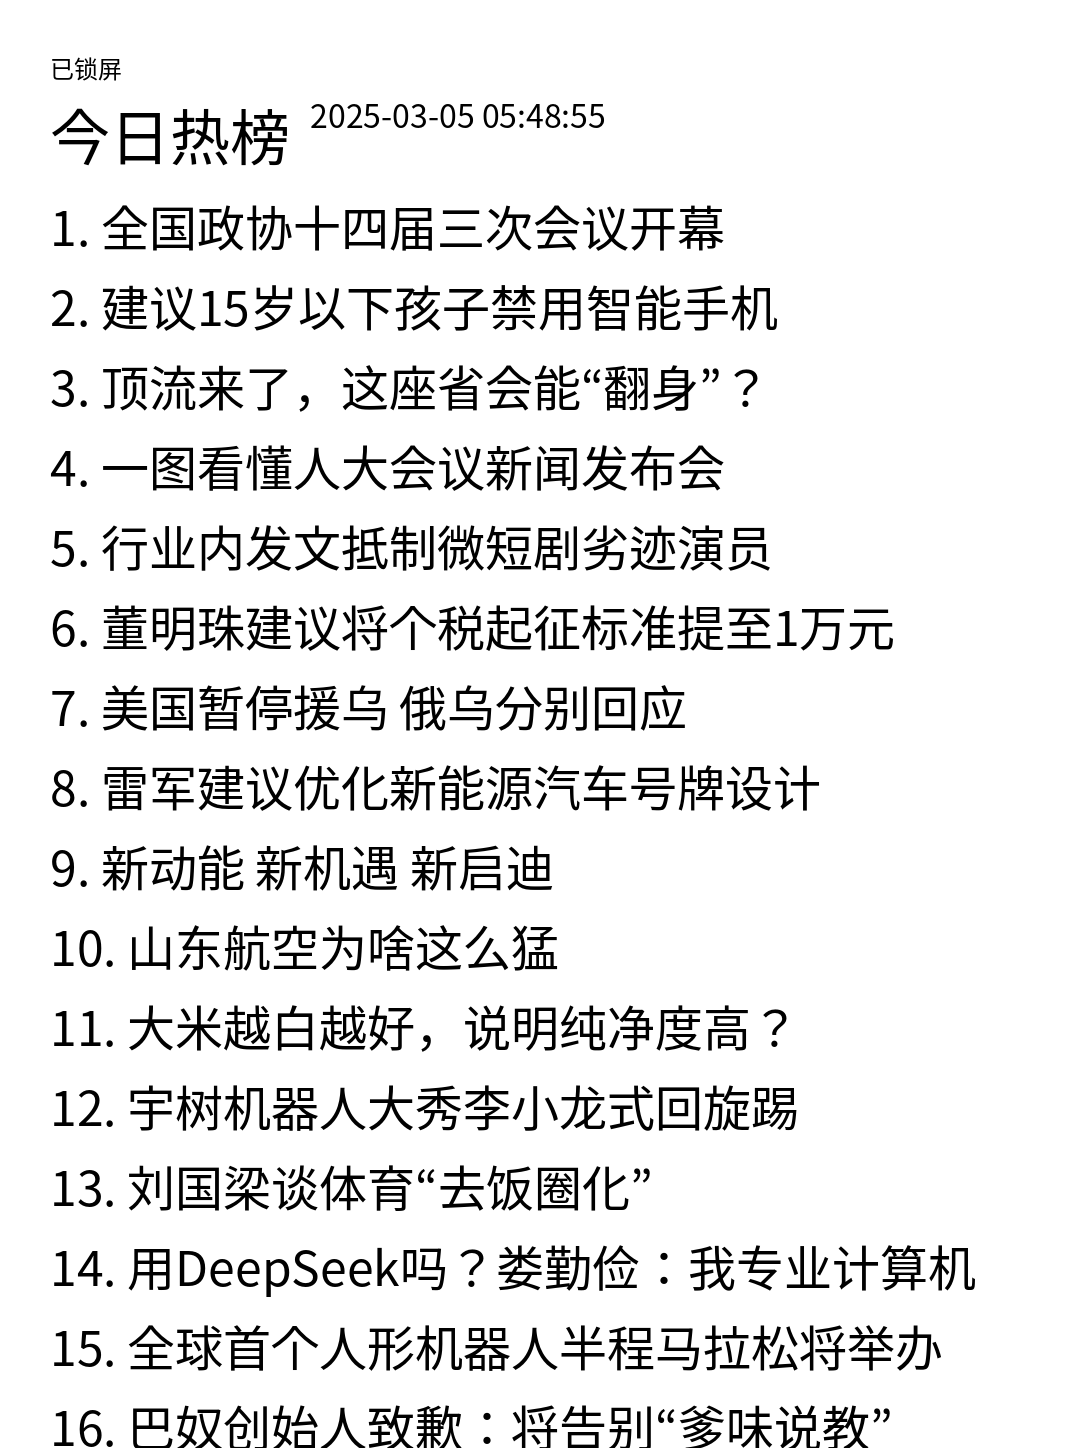 已锁屏
今日热榜 2025-03-05 05:48:55
1. 全国政协十四届三次会议开幕
2. 建议15岁以下孩子禁用智能手机
3. 顶流来了，这座省会能“翻身”？
4. 一图看懂人大会议新闻发布会
5. 行业内发文抵制微短剧劣迹演员
6. 董明珠建议将个税起征标准提至1万元
7. 美国暂停援乌 俄乌分别回应
8. 雷军建议优化新能源汽车号牌设计
9. 新动能 新机遇 新启迪
10. 山东航空为啥这么猛
11. 大米越白越好，说明纯净度高？
12. 宇树机器人大秀李小龙式回旋踢
13. 刘国梁谈体育“去饭圈化”
14. 用DeepSeek吗？娄勤俭：我专业计算机
15. 全球首个人形机器人半程马拉松将举办
16. 巴奴创始人致歉：将告别“爹味说教”